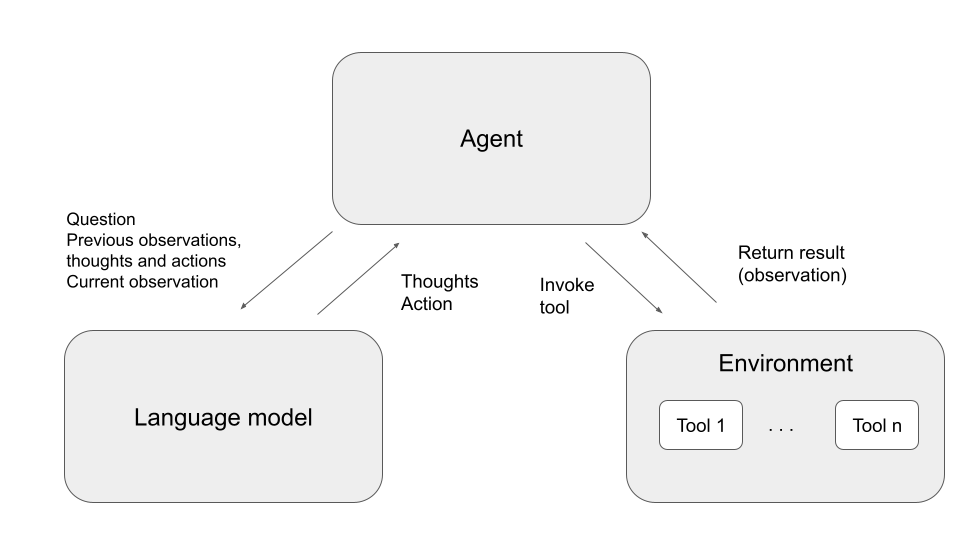 Agent
Question
Previous observations,
thoughts and actions
Current observation
Thoughts
Action
Invoke
tool
Return result
(observation)
Language model
Environment
Tool 1
. . .
Tool n